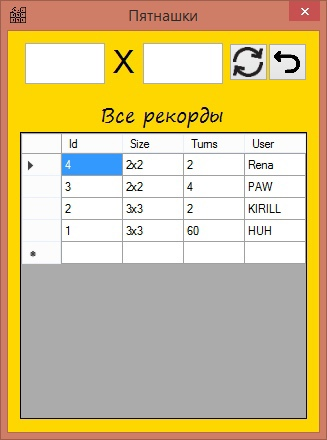 Пятнашки
X
Все рекорды
Id Size Turns User
4 2x2 2 Rena
3 2x2 4 PAW
2 3x3 2 KIRILL
1 3x3 60 HUH